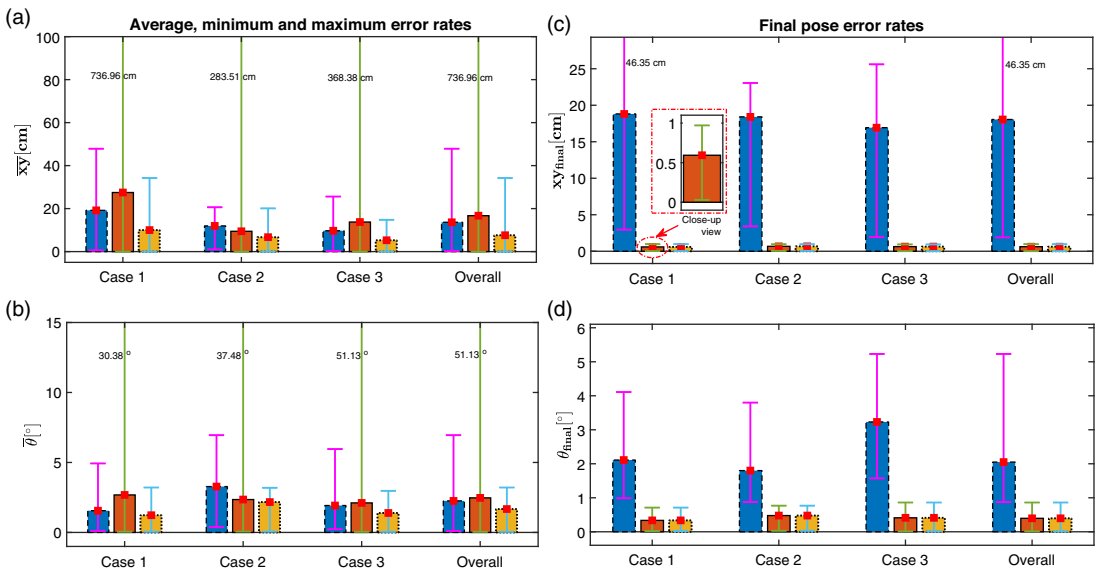 (a)
Average, minimum and maximum error rates
100
80
60
40
20
0
xy[cm]
736.96 cm
283.51 cm
368.38 cm
736.96 cm
Case 1
Case 2
Case 3
Overall
(b)
15
10
5
0
θ[°]
30.38 °
37.48 °
51.13 °
51.13 °
Case 1
Case 2
Case 3
Overall
(c)
Final pose error rates
25
20
15
10
5
0
xy_final[cm]
46.35 cm
46.35 cm
1
0.5
0
Close-up
view
Case 1
Case 2
Case 3
Overall
(d)
6
5
4
3
2
1
0
θ_final[°]
Case 1
Case 2
Case 3
Overall